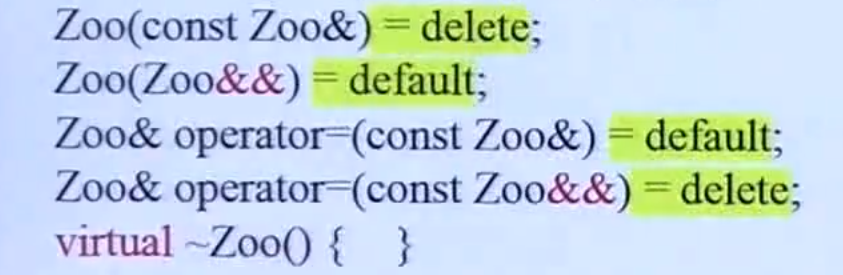 Zoo(const Zoo&) = delete;
Zoo(Zoo&&) = default;
Zoo& operator=(const Zoo&) = default;
Zoo& operator=(const Zoo&&) = delete;
virtual ~Zoo() { }